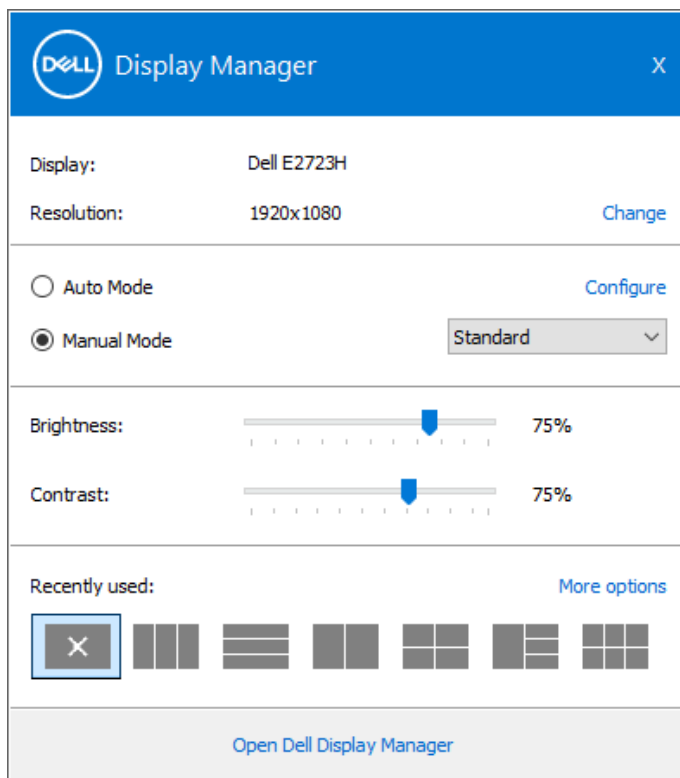 DELL Display Manager X
Display: Dell E2723H
Resolution: 1920x1080 Change
Auto Mode Configure
Manual Mode Standard
Brightness: 75%
Contrast: 75%
Recently used: More options
Open Dell Display Manager